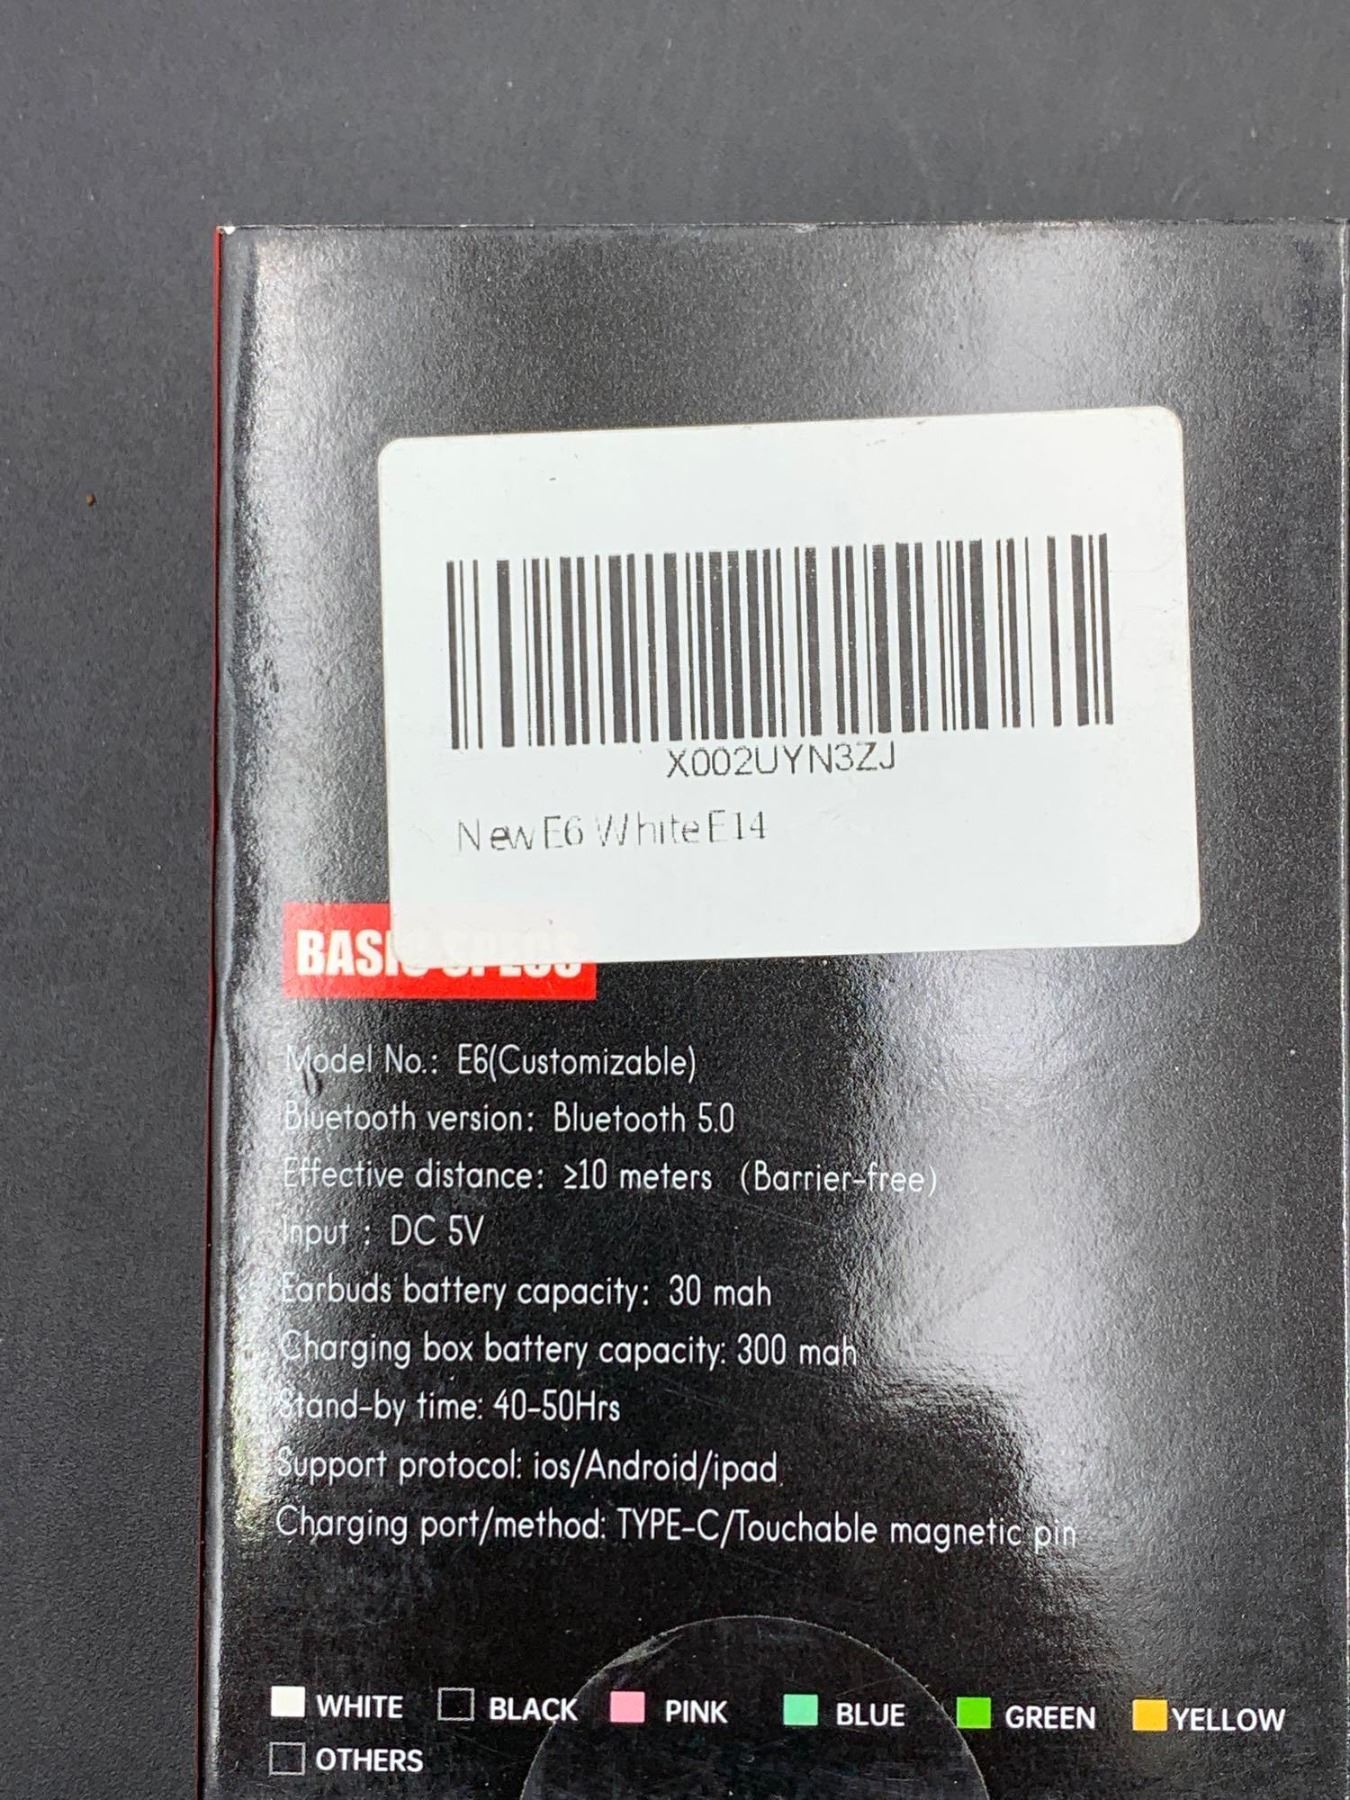 X002UYN3ZJ
New E6 White E14
BASIC SPECS
Model No.: E6(Customizable)
Bluetooth version: Bluetooth 5.0
Effective distance: ≥10 meters (Barrier-free)
Input : DC 5V
Earbuds battery capacity: 30 mah
Charging box battery capacity: 300 mah
Stand-by time: 40-50Hrs
Support protocol: ios/Android/ipad
Charging port/method: TYPE-C/Touchable magnetic pin
WHITE BLACK PINK BLUE GREEN YELLOW
OTHERS